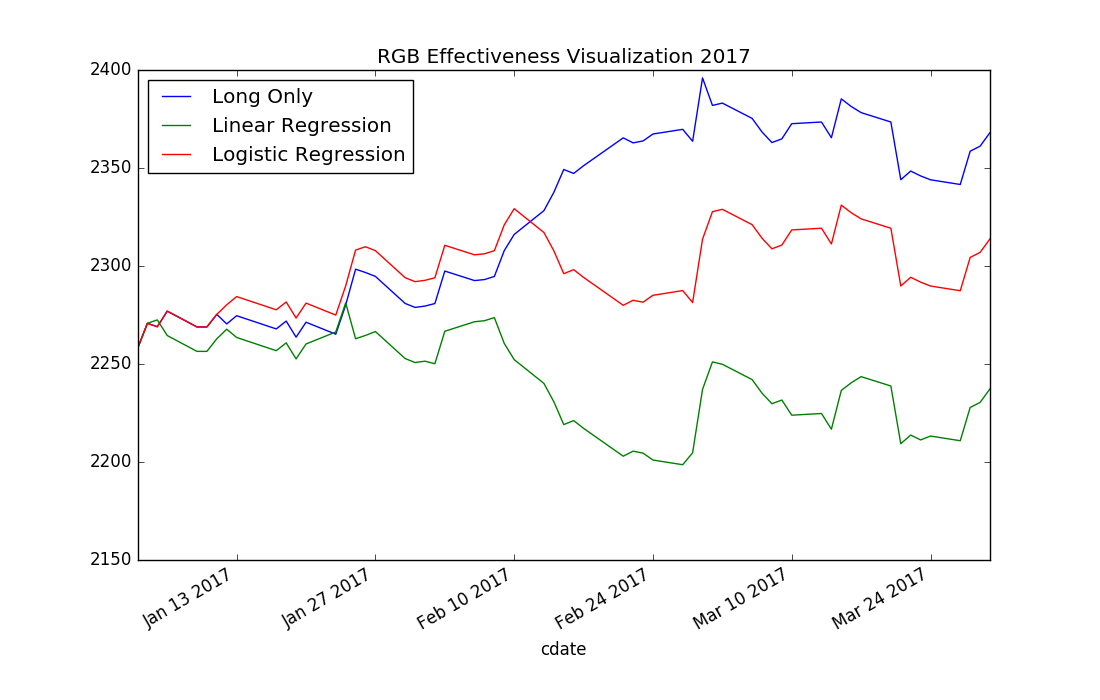 RGB Effectiveness Visualization 2017
Long Only
Linear Regression
Logistic Regression
2400
2350
2300
2250
2200
2150
Jan 13 2017
Jan 27 2017
Feb 10 2017
Feb 24 2017
Mar 10 2017
Mar 24 2017
cdate